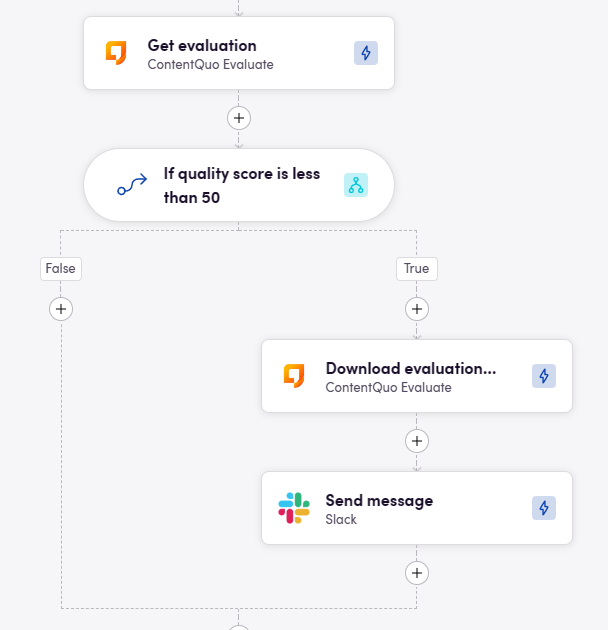 Get evaluation
ContentQuo Evaluate
If quality score is less
than 50
False
True
Download evaluation...
ContentQuo Evaluate
Send message
Slack